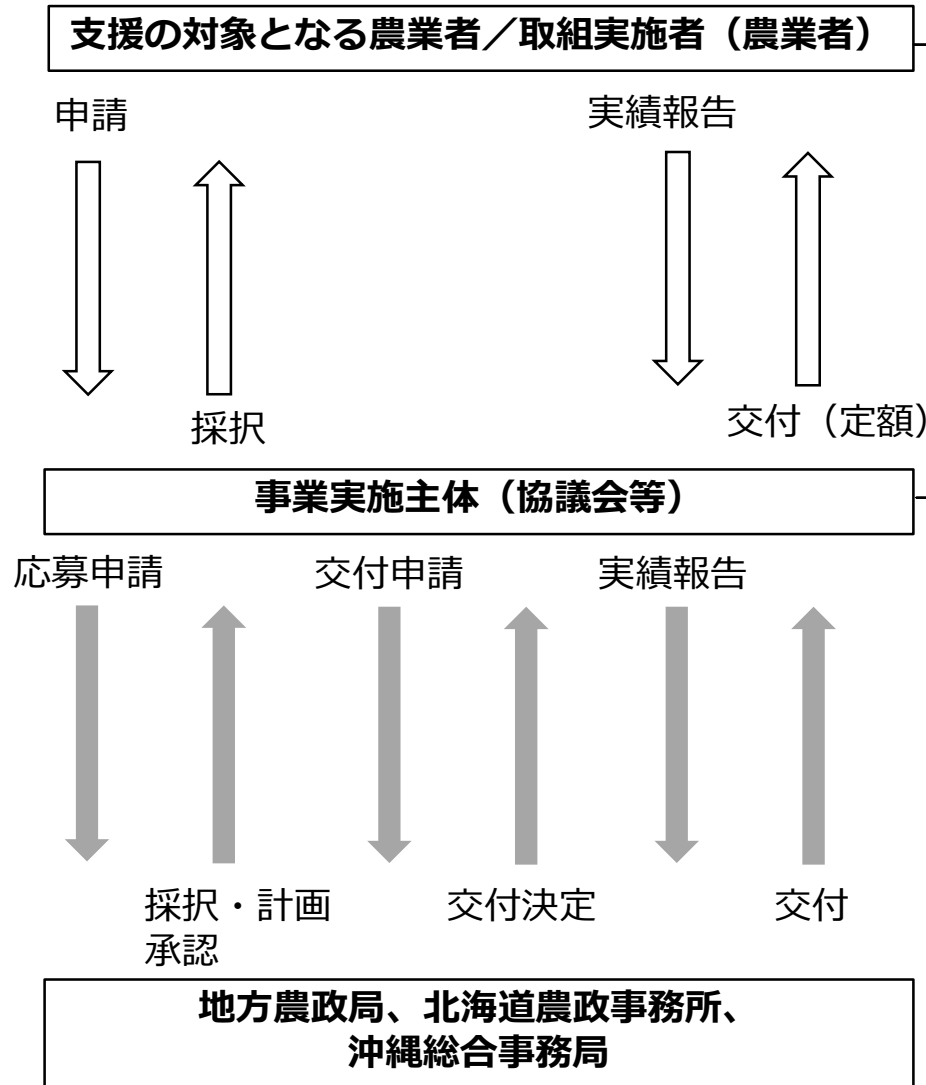 支援の対象となる農業者／取組実施者（農業者）
申請
実績報告
採択
交付（定額）
事業実施主体（協議会等）
応募申請
交付申請
実績報告
採択・計画
承認
交付決定
交付
地方農政局、北海道農政事務所、
沖縄総合事務局